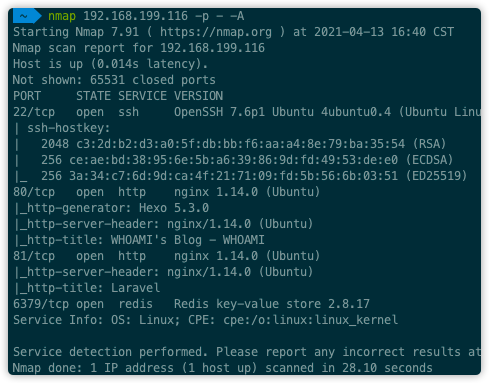 ~ nmap 192.168.199.116 -p - -A
Starting Nmap 7.91 ( https://nmap.org ) at 2021-04-13 16:40 CST
Nmap scan report for 192.168.199.116
Host is up (0.014s latency).
Not shown: 65531 closed ports
PORT     STATE SERVICE VERSION
22/tcp   open  ssh     OpenSSH 7.6p1 Ubuntu 4ubuntu0.4 (Ubuntu Linu
| ssh-hostkey:
|   2048 c3:2d:b2:d3:a0:5f:db:bb:f6:aa:a4:8e:79:ba:35:54 (RSA)
|   256 ce:ae:bd:38:95:6e:5b:a6:39:86:9d:fd:49:53:de:e0 (ECDSA)
|_  256 3a:34:c7:6d:9d:ca:4f:21:71:09:fd:5b:56:6b:03:51 (ED25519)
80/tcp   open  http    nginx 1.14.0 (Ubuntu)
|_http-generator: Hexo 5.3.0
|_http-server-header: nginx/1.14.0 (Ubuntu)
|_http-title: WHOAMI's Blog - WHOAMI
81/tcp   open  http    nginx 1.14.0 (Ubuntu)
|_http-server-header: nginx/1.14.0 (Ubuntu)
|_http-title: Laravel
6379/tcp open  redis   Redis key-value store 2.8.17
Service Info: OS: Linux; CPE: cpe:/o:linux:linux_kernel

Service detection performed. Please report any incorrect results at
Nmap done: 1 IP address (1 host up) scanned in 28.10 seconds